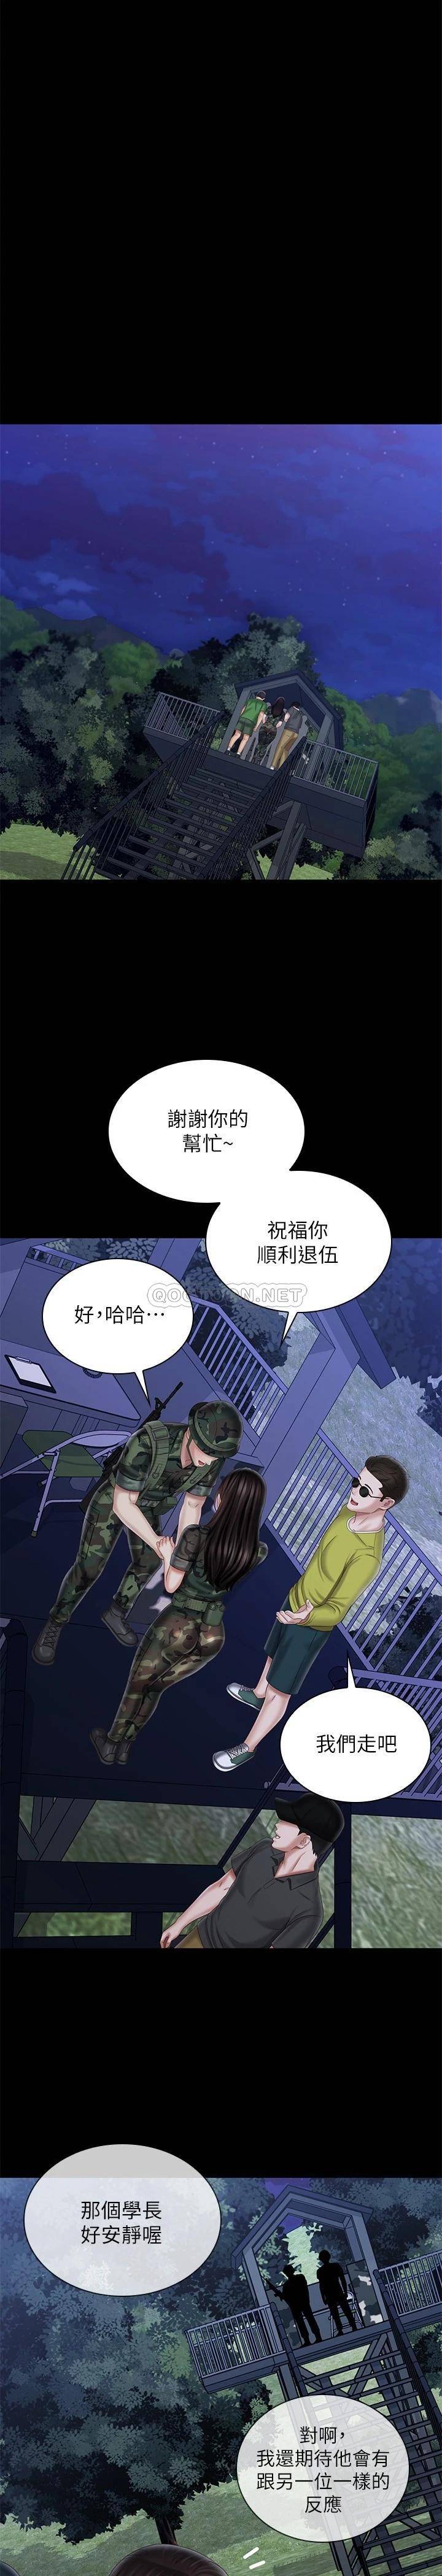 謝謝你的
幫忙~
祝福你
順利退伍
好,哈哈⋯
我們走吧
那個學長
好安靜喔
對啊,
我還期待他會有
跟另一位一樣的
反應